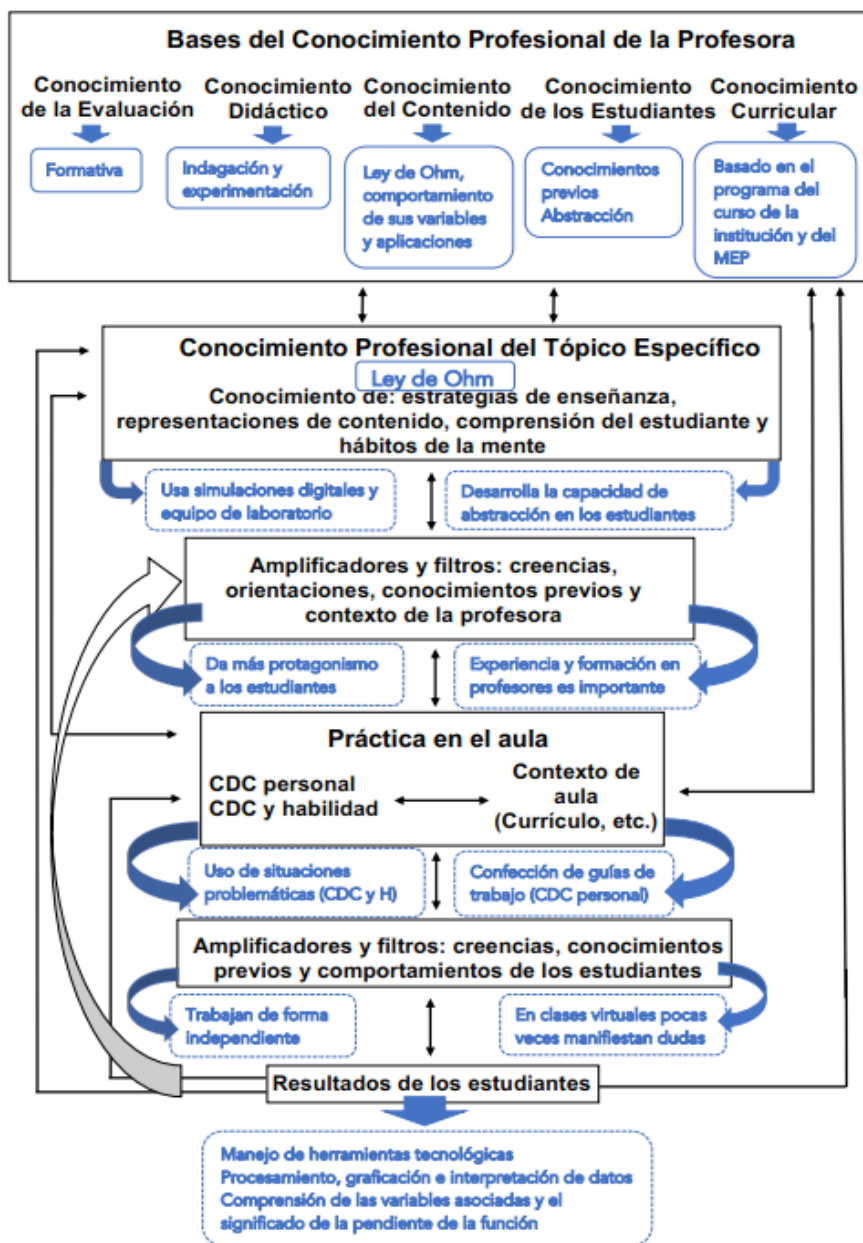 Bases del Conocimiento Profesional de la Profesora
Conocimiento
de la Evaluación
Conocimiento
Didáctico
Conocimiento
del Contenido
Conocimiento
de los Estudiantes
Conocimiento
Curricular
Formativa
Indagación y
experimentación
Ley de Ohm,
comportamiento
de sus variables
y aplicaciones
Conocimientos
previos
Abstracción
Basado en el
programa del
curso de la
institución y del
MEP
Conocimiento Profesional del Tópico Específico
Ley de Ohm
Conocimiento de: estrategias de enseñanza,
representaciones de contenido, comprensión del estudiante y
hábitos de la mente
Usa simulaciones digitales y
equipo de laboratorio
Desarrolla la capacidad de
abstracción en los estudiantes
Amplificadores y filtros: creencias,
orientaciones, conocimientos previos y
contexto de la profesora
Da más protagonismo
a los estudiantes
Experiencia y formación en
profesores es importante
Práctica en el aula
CDC personal
CDC y habilidad
Contexto de
aula
(Currículo, etc.)
Uso de situaciones
problemáticas (CDC y H)
Confección de guías de
trabajo (CDC personal)
Amplificadores y filtros: creencias, conocimientos
previos y comportamientos de los estudiantes
Trabajan de forma
independiente
En clases virtuales pocas
veces manifiestan dudas
Resultados de los estudiantes
Manejo de herramientas tecnológicas
Procesamiento, graficación e interpretación de datos
Comprensión de las variables asociadas y el
significado de la pendiente de la función